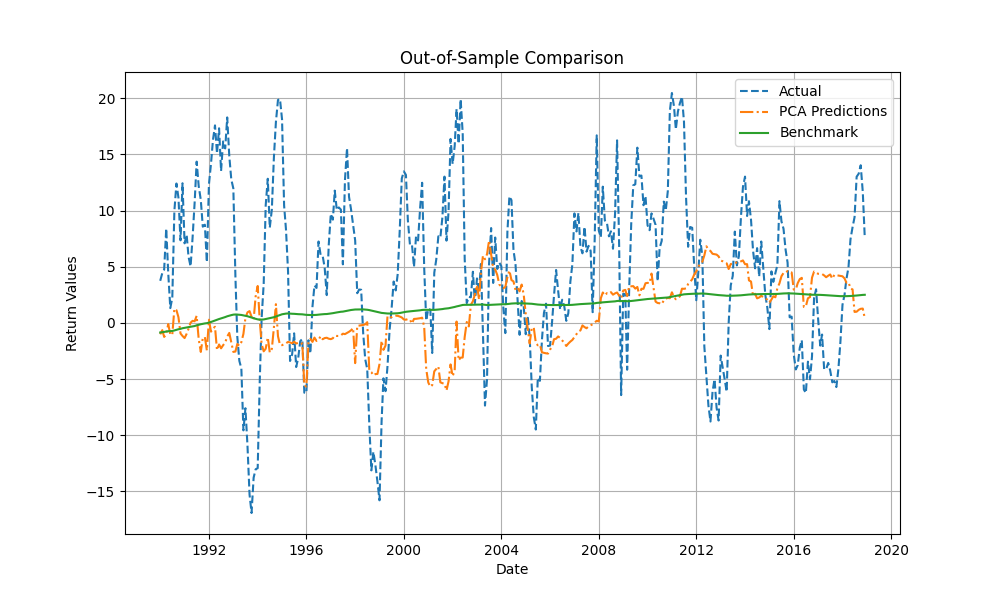 Out-of-Sample Comparison
Actual
PCA Predictions
Benchmark
Return Values
20
15
10
5
0
−5
−10
−15
1992
1996
2000
2004
2008
2012
2016
2020
Date